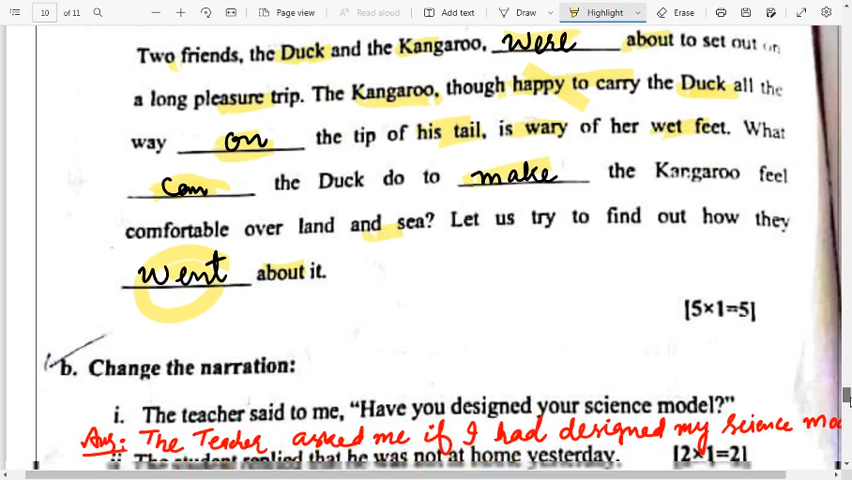 10 of 11 Page view Read aloud Add text Draw Highlight Erase
Two friends, the Duck and the Kangaroo, were about to set out on
a long pleasure trip. The Kangaroo, though happy to carry the Duck all the
way on the tip of his tail, is wary of her wet feet. What
can the Duck do to make the Kangaroo feel
comfortable over land and sea? Let us try to find out how they
went about it.
[5×1=5]
b. Change the narration:
i. The teacher said to me, "Have you designed your science model?"
Ans: The Teacher asked me if I had designed my science
ii. The student replied that he was not at home yesterday. [2×1=2]